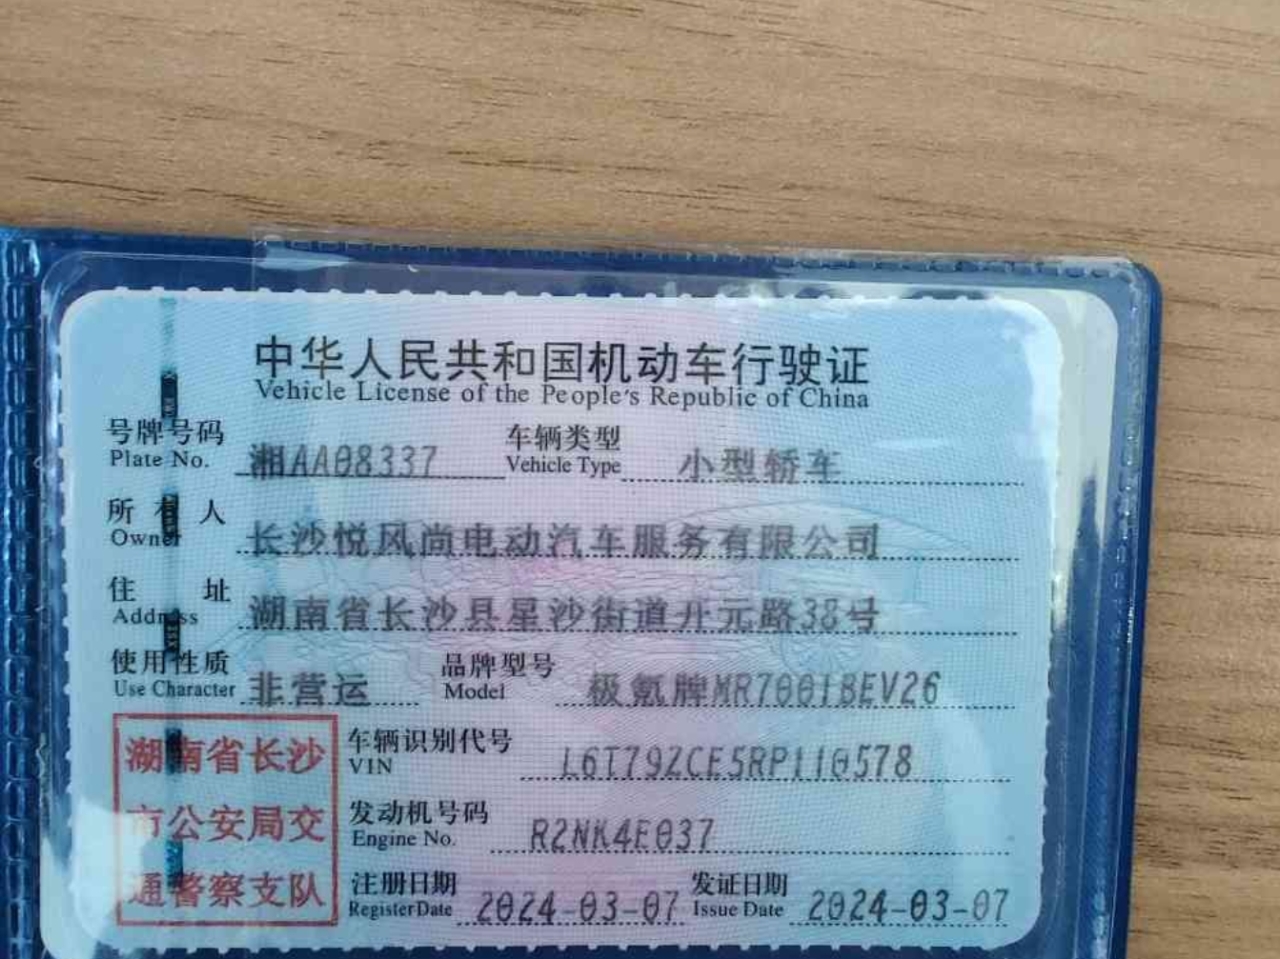 中华人民共和国机动车行驶证
Vehicle License of the People's Republic of China
号牌号码 湘AA08337 车辆类型 小型轿车
Plate No. Vehicle Type
所有人 长沙悦风尚电动汽车服务有限公司
Owner
住址 湖南省长沙县星沙街道开元路38号
Address
使用性质 非营运 品牌型号 极氪牌MR7001BEV26
Use Character Model
湖南省长沙
市公安局交
通警察支队
车辆识别代号 L6T79ZCE5RP110578
VIN
发动机号码 R2NK4E037
Engine No.
注册日期 2024-03-07 发证日期 2024-03-07
Register Date Issue Date